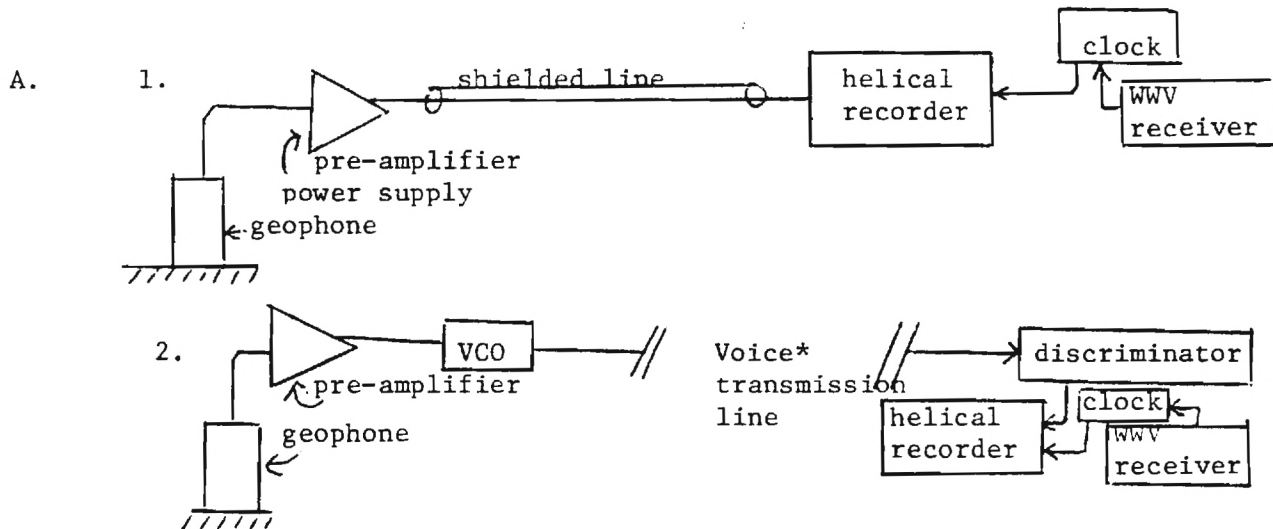 A. 1.
shielded line
helical
recorder
clock
WWV
receiver
pre-amplifier
power supply
geophone
2.
VCO
Voice*
transmission
line
discriminator
pre-amplifier
geophone
helical
recorder
clock
WWV
receiver